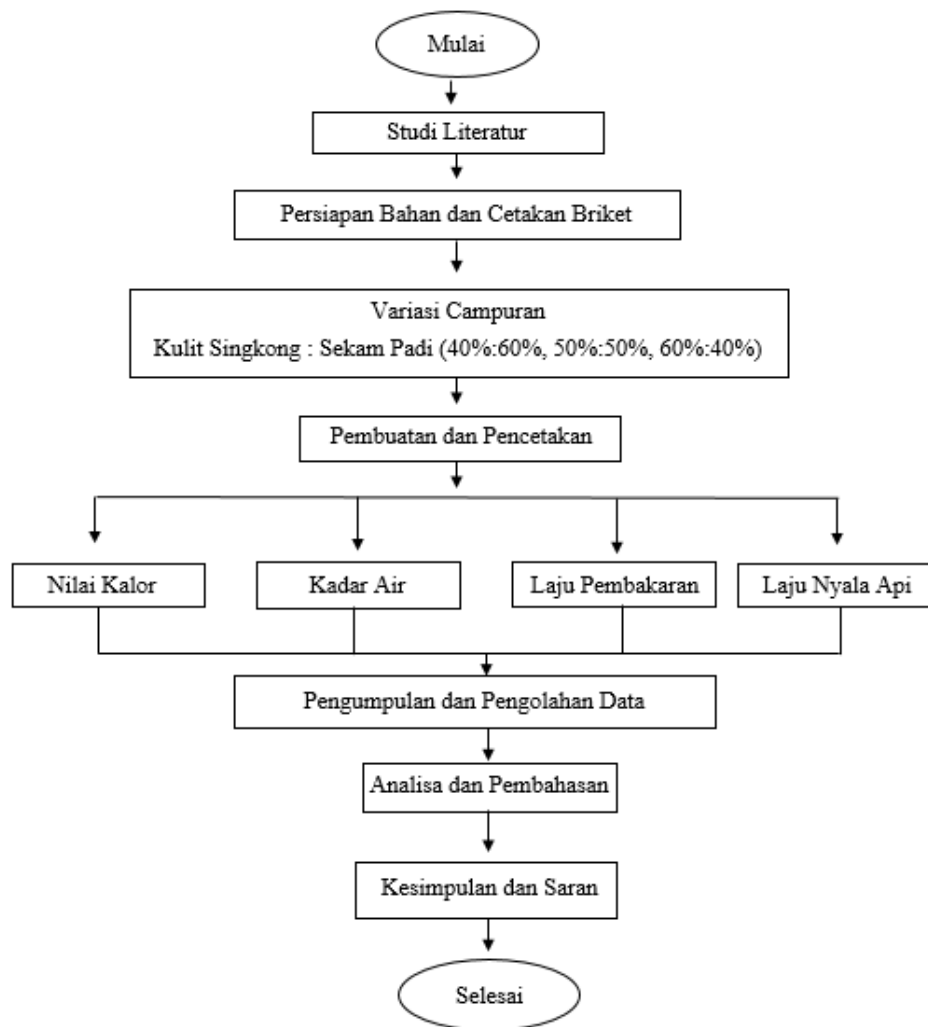 Mulai
Studi Literatur
Persiapan Bahan dan Cetakan Briket
Variasi Campuran
Kulit Singkong : Sekam Padi (40%:60%, 50%:50%, 60%:40%)
Pembuatan dan Pencetakan
Nilai Kalor
Kadar Air
Laju Pembakaran
Laju Nyala Api
Pengumpulan dan Pengolahan Data
Analisa dan Pembahasan
Kesimpulan dan Saran
Selesai